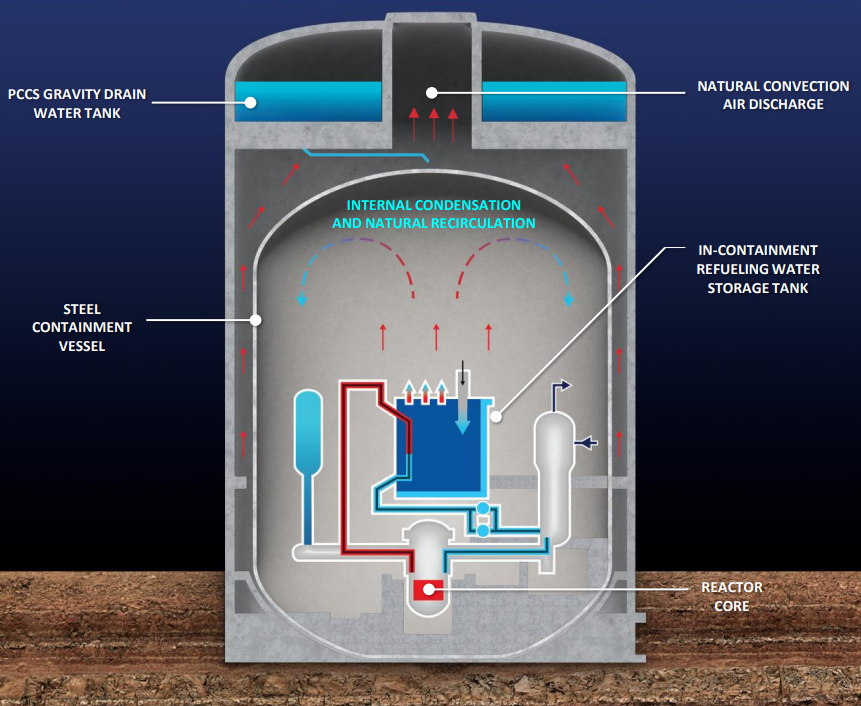 PCCS GRAVITY DRAIN
WATER TANK
NATURAL CONVECTION
AIR DISCHARGE
INTERNAL CONDENSATION
AND NATURAL RECIRCULATION
IN-CONTAINMENT
REFUELING WATER
STORAGE TANK
STEEL
CONTAINMENT
VESSEL
REACTOR
CORE